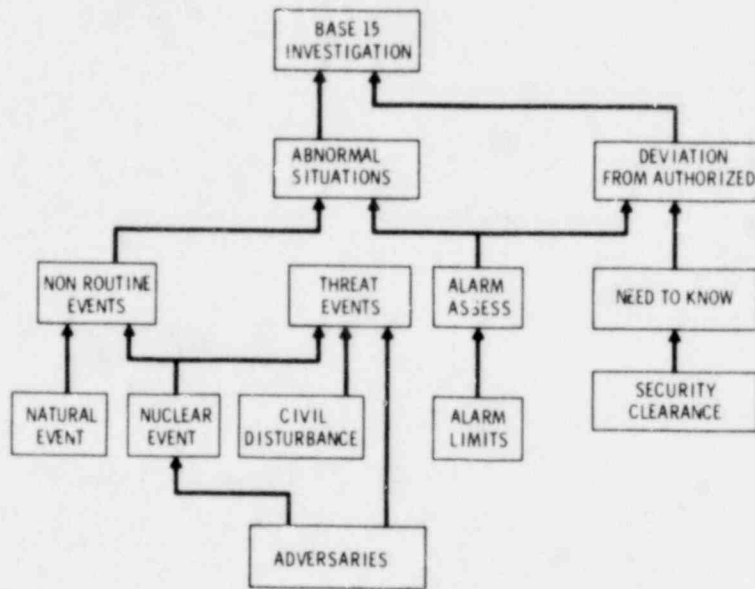 BASE 15
INVESTIGATION
ABNORMAL
SITUATIONS
DEVIATION
FROM AUTHORIZED
NON ROUTINE
EVENTS
THREAT
EVENTS
ALARM
ASSESS
NEED TO KNOW
NATURAL
EVENT
NUCLEAR
EVENT
CIVIL
DISTURBANCE
ALARM
LIMITS
SECURITY
CLEARANCE
ADVERSARIES